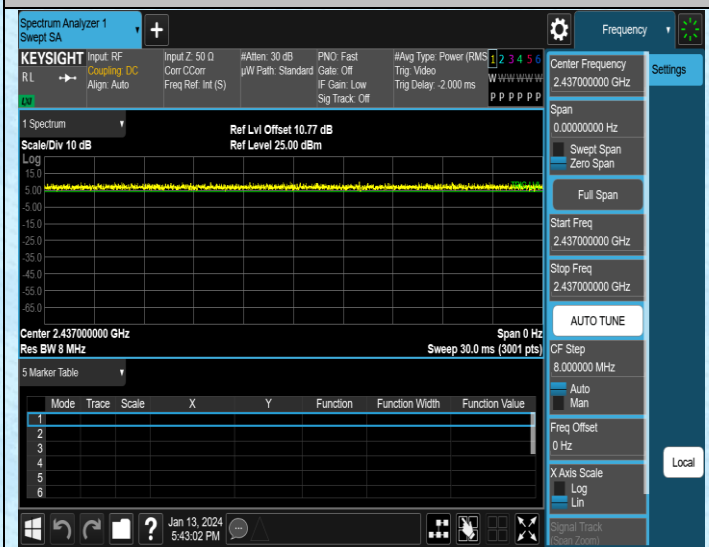 Spectrum Analyzer 1
Swept SA
Frequency
KEYSIGHT
RL
LXI
Input: RF
Coupling: DC
Align: Auto
Input Z: 50 Ω
Corr CCorr
Freq Ref: Int (S)
#Atten: 30 dB
µW Path: Standard
PNO: Fast
Gate: Off
IF Gain: Low
Sig Track: Off
#Avg Type: Power (RMS
Trig: Video
Trig Delay: -2.000 ms
1 2 3 4 5 6
W W W W W W
P P P P P P
1 Spectrum
Scale/Div 10 dB
Ref Lvl Offset 10.77 dB
Ref Level 25.00 dBm
Log
15.0
5.00
-5.00
-15.0
-25.0
-35.0
-45.0
-55.0
-65.0
Center 2.437000000 GHz
Span 0 Hz
Res BW 8 MHz
Sweep 30.0 ms (3001 pts)
5 Marker Table
Mode Trace Scale X Y Function Function Width Function Value
1
2
3
4
5
6
Center Frequency
2.437000000 GHz
Settings
Span
0.00000000 Hz
Swept Span
Zero Span
Full Span
Start Freq
2.437000000 GHz
Stop Freq
2.437000000 GHz
AUTO TUNE
CF Step
8.000000 MHz
Auto
Man
Freq Offset
0 Hz
Local
X Axis Scale
Log
Lin
Signal Track
(Span Zoom)
?
Jan 13, 2024
5:43:02 PM